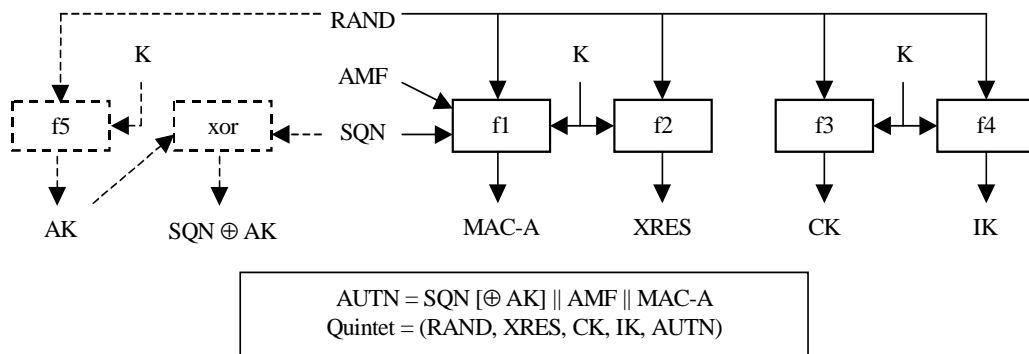 RAND
K
K
K
AMF
f5
xor
SQN
f1
f2
f3
f4
AK
SQN ⊕ AK
MAC-A
XRES
CK
IK
AUTN = SQN [⊕ AK] || AMF || MAC-A
Quintet = (RAND, XRES, CK, IK, AUTN)